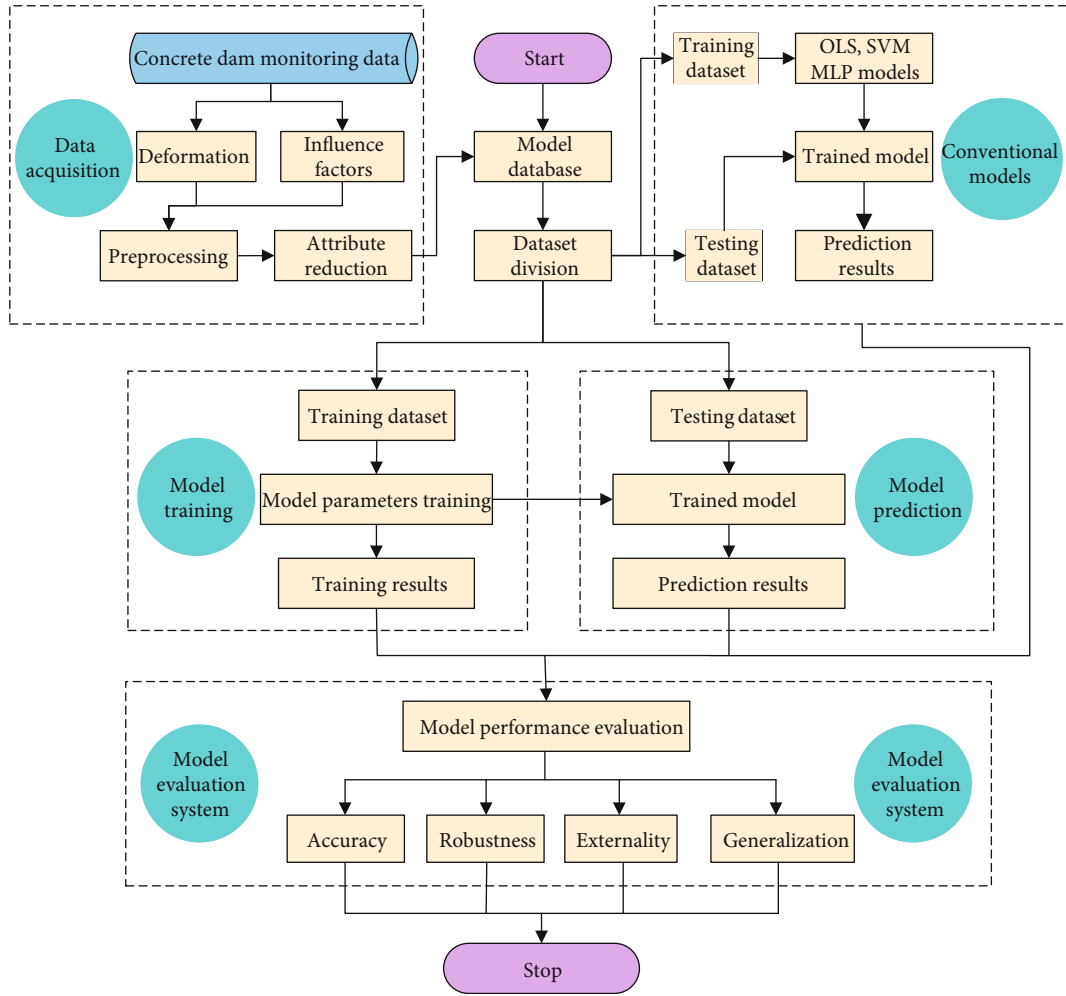 Concrete dam monitoring data
Data
acquisition
Deformation
Influence
factors
Preprocessing
Attribute
reduction
Start
Model
database
Dataset
division
Training
dataset
OLS, SVM
MLP models
Trained model
Conventional
models
Testing
dataset
Prediction
results
Model
training
Training dataset
Model parameters training
Training results
Testing dataset
Trained model
Prediction results
Model
prediction
Model
evaluation
system
Model performance evaluation
Accuracy
Robustness
Externality
Generalization
Model
evaluation
system
Stop